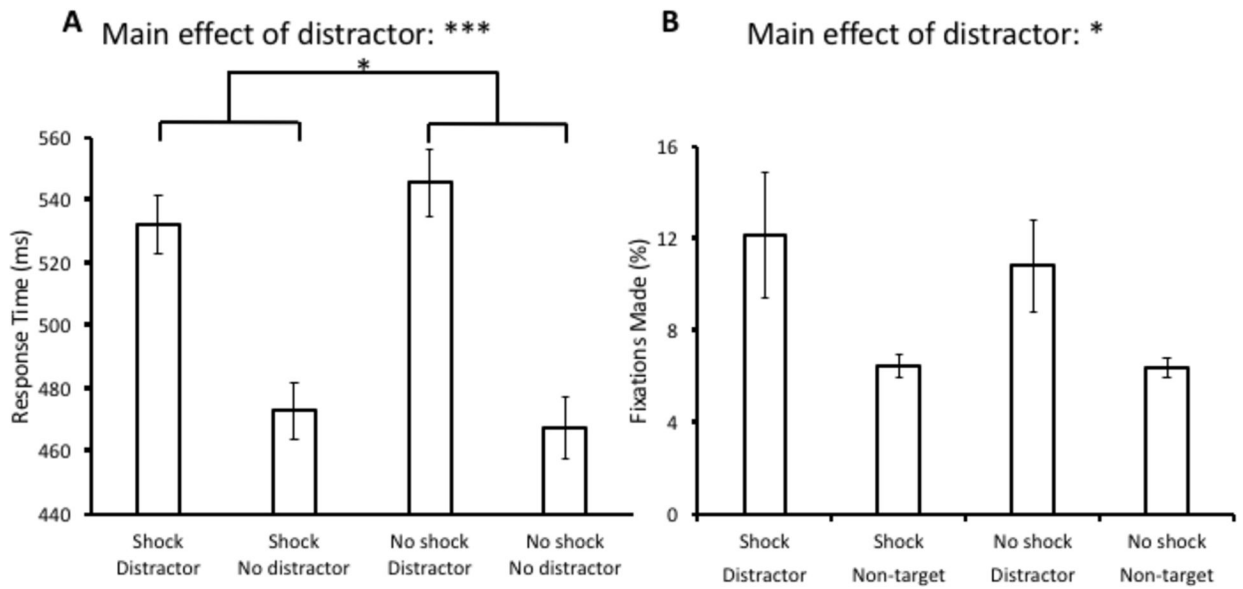 A Main effect of distractor: ***
*
Response Time (ms)
560
540
520
500
480
460
440
Shock
Distractor
Shock
No distractor
No shock
Distractor
No shock
No distractor
B Main effect of distractor: *
Fixations Made (%)
16
12
8
4
0
Shock
Distractor
Shock
Non-target
No shock
Distractor
No shock
Non-target